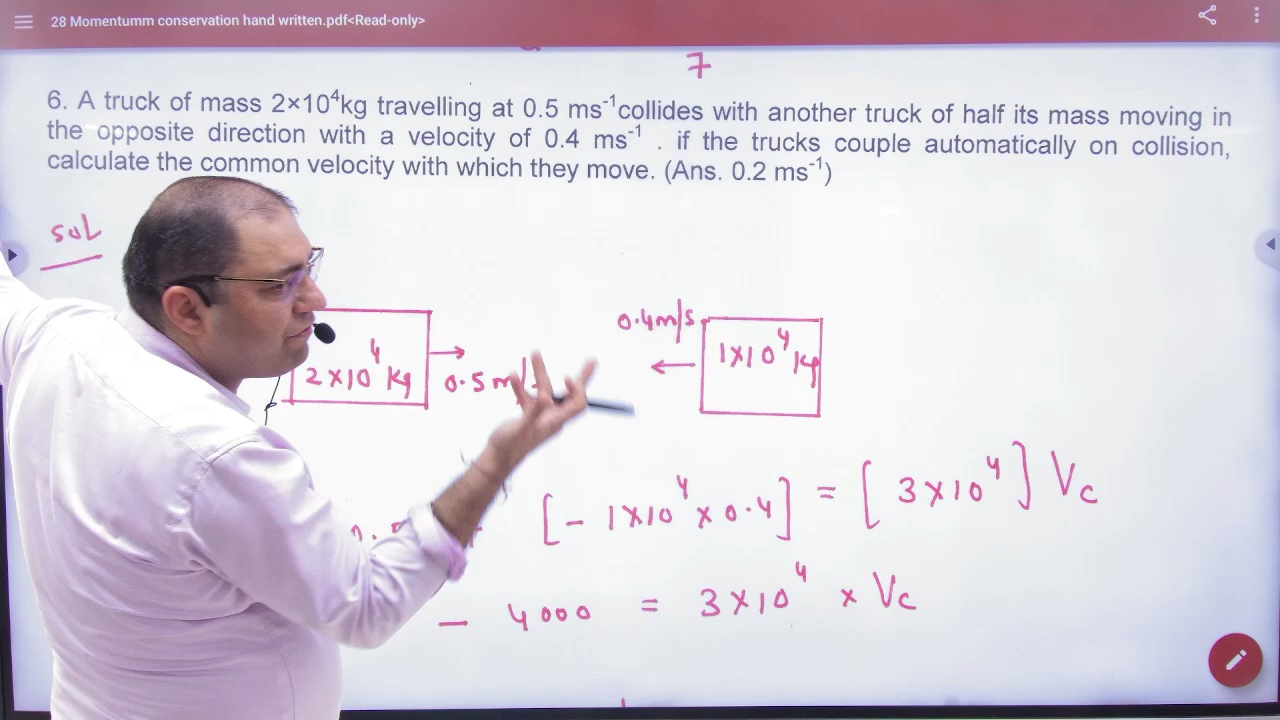 28 Momentumm conservation hand written.pdf<Read-only>
7
6. A truck of mass 2×10⁴kg travelling at 0.5 ms⁻¹collides with another truck of half its mass moving in
the opposite direction with a velocity of 0.4 ms⁻¹ . if the trucks couple automatically on collision,
calculate the common velocity with which they move. (Ans. 0.2 ms⁻¹)
sol
2×10⁴ kg → 0.5 m/ 0.4m/s ← 1×10⁴ kg
[- 1×10⁴ × 0.4] = [3×10⁴] Vc
- 4000 = 3×10⁴ × Vc